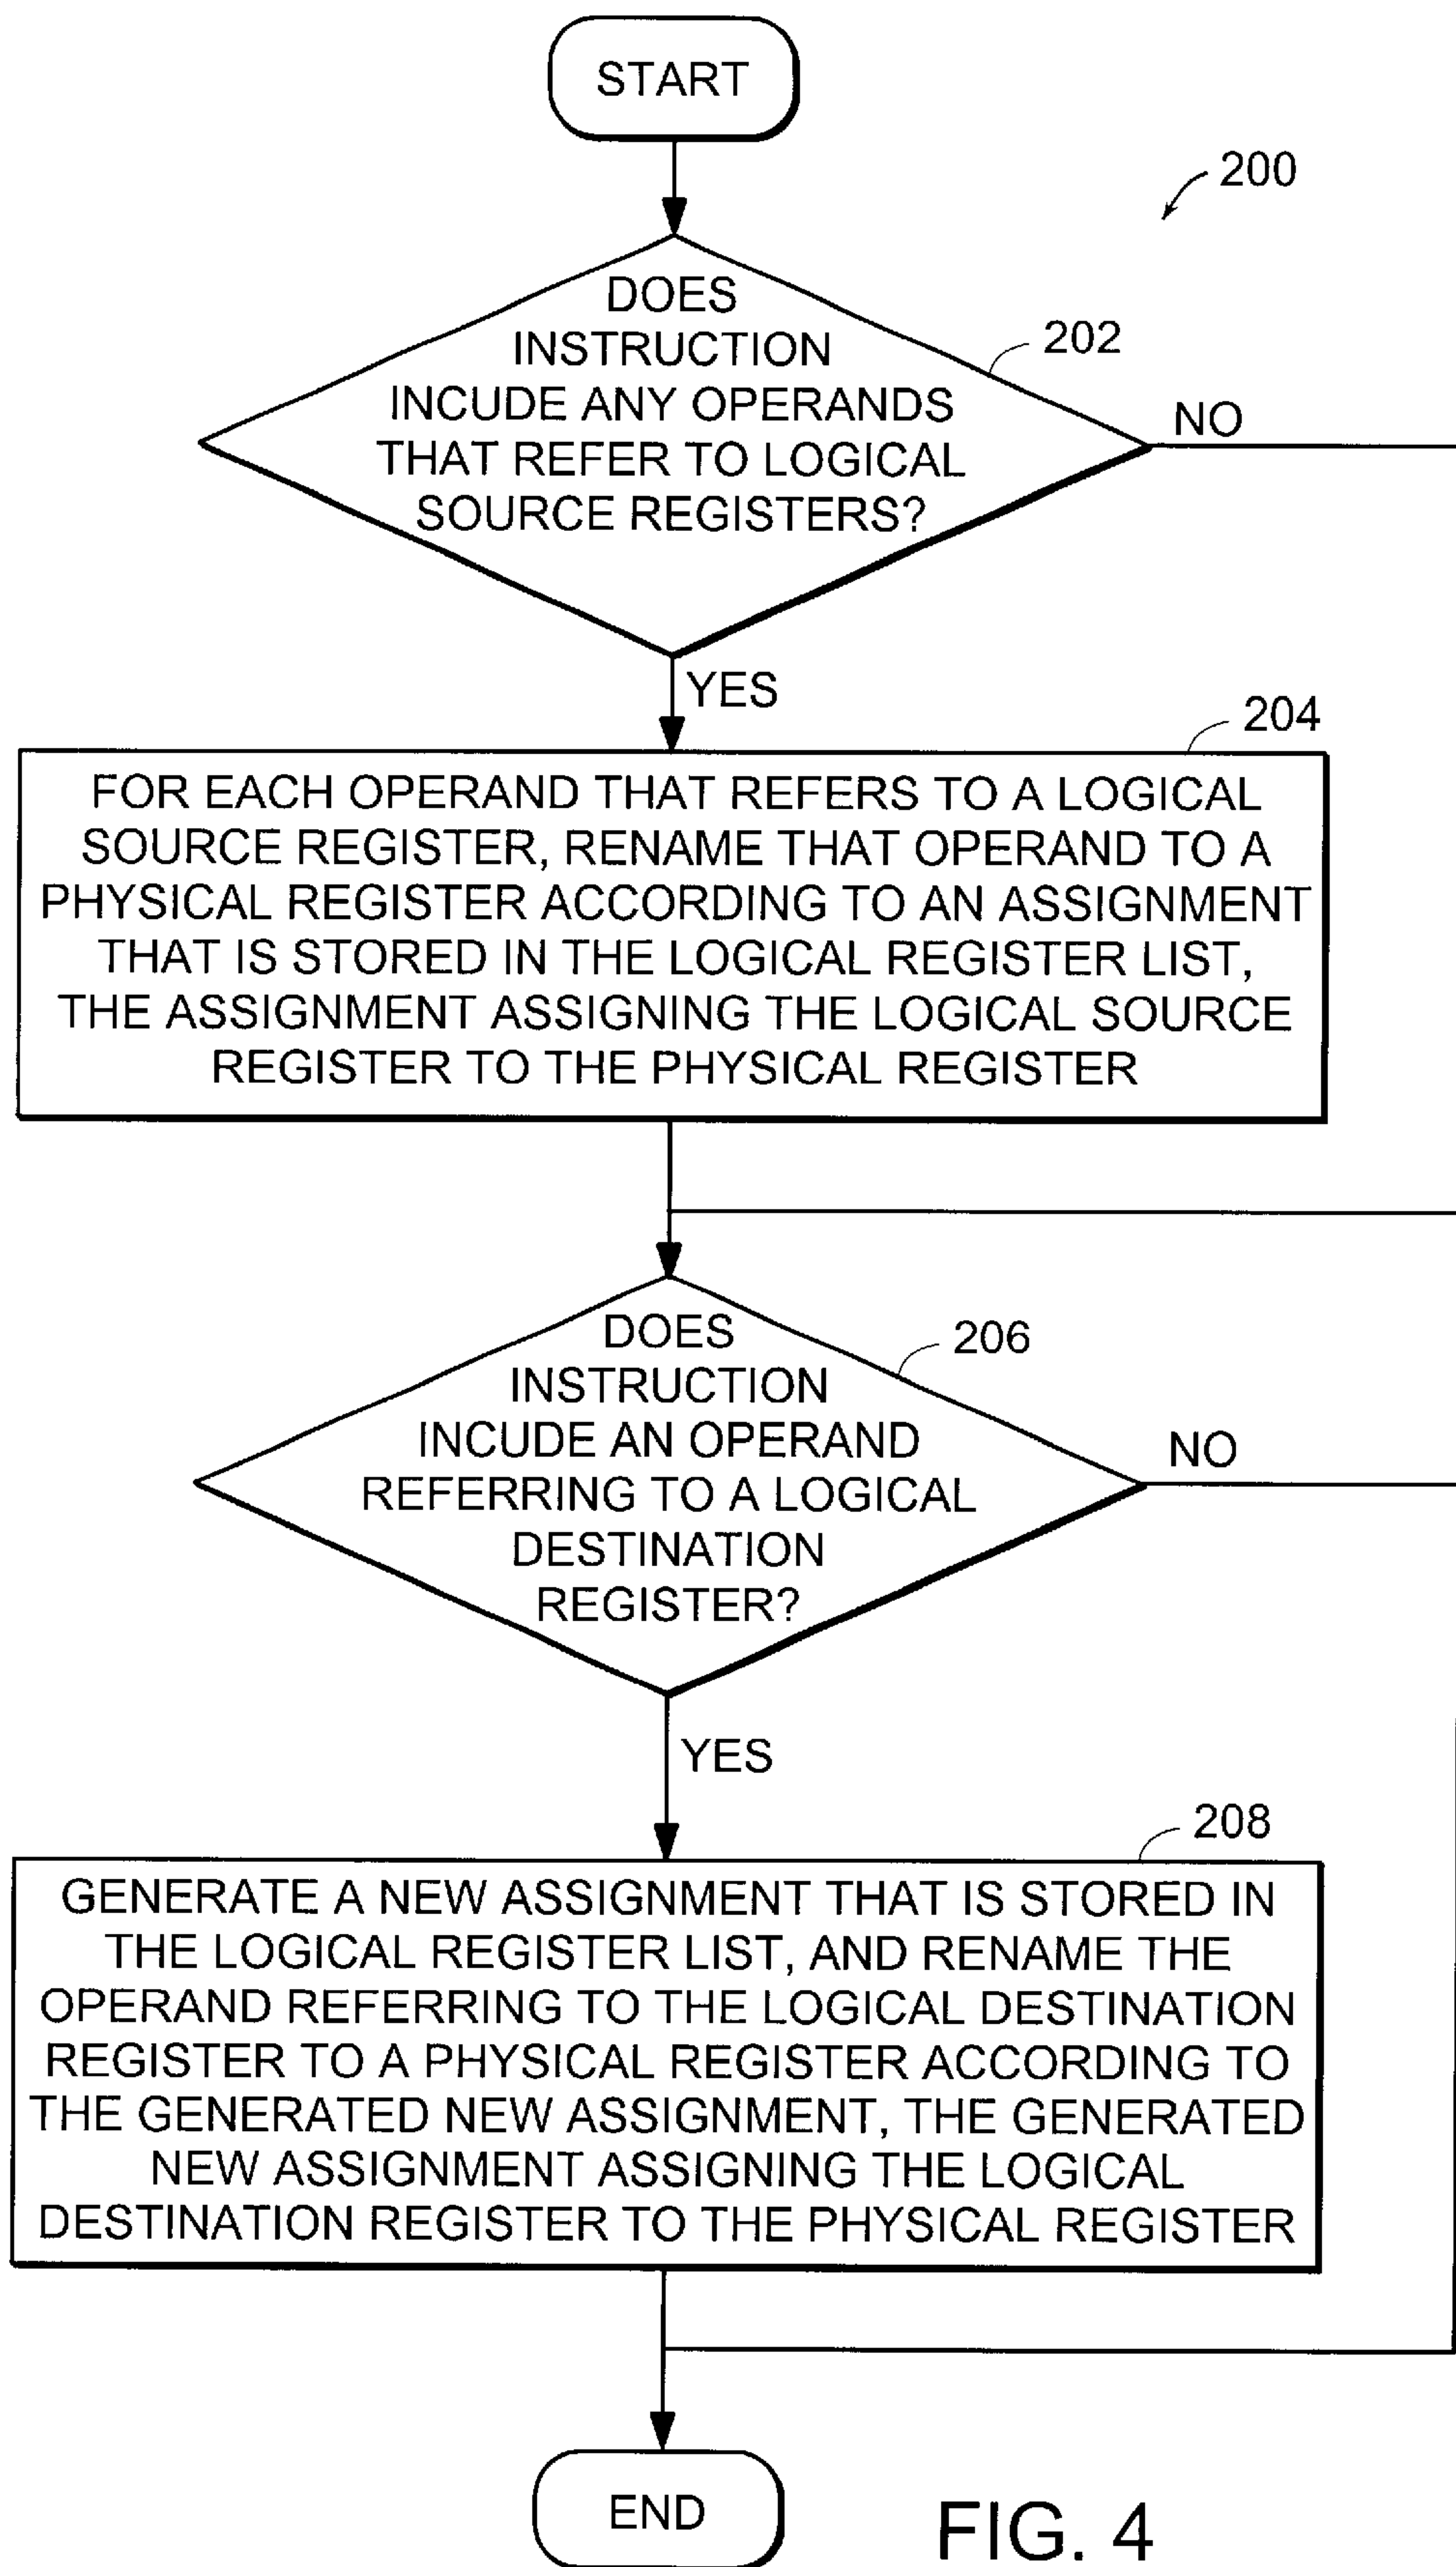 START
200
DOES
INSTRUCTION
INCUDE ANY OPERANDS
THAT REFER TO LOGICAL
SOURCE REGISTERS?
202
NO
YES
204
FOR EACH OPERAND THAT REFERS TO A LOGICAL
SOURCE REGISTER, RENAME THAT OPERAND TO A
PHYSICAL REGISTER ACCORDING TO AN ASSIGNMENT
THAT IS STORED IN THE LOGICAL REGISTER LIST,
THE ASSIGNMENT ASSIGNING THE LOGICAL SOURCE
REGISTER TO THE PHYSICAL REGISTER
DOES
INSTRUCTION
INCUDE AN OPERAND
REFERRING TO A LOGICAL
DESTINATION
REGISTER?
206
NO
YES
208
GENERATE A NEW ASSIGNMENT THAT IS STORED IN
THE LOGICAL REGISTER LIST, AND RENAME THE
OPERAND REFERRING TO THE LOGICAL DESTINATION
REGISTER TO A PHYSICAL REGISTER ACCORDING TO
THE GENERATED NEW ASSIGNMENT, THE GENERATED
NEW ASSIGNMENT ASSIGNING THE LOGICAL
DESTINATION REGISTER TO THE PHYSICAL REGISTER
END
FIG. 4